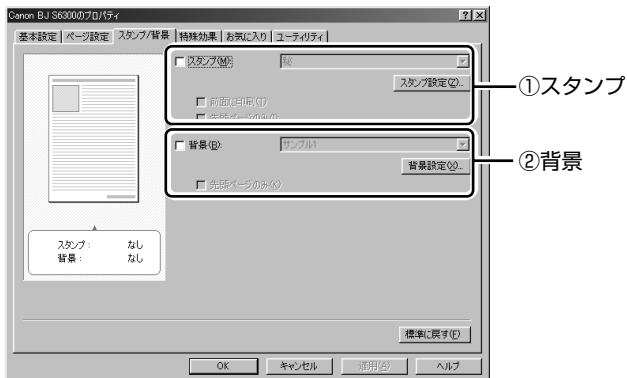 Canon BJ S6300のプロパティ
基本設定 ページ設定 スタンプ/背景 特殊効果 お気に入り ユーティリティ
スタンプ(M):
スタンプ設定(Z)...
前面に印刷(T)
①スタンプ
背景(B):
サンプル1
背景設定(X)...
先頭ページのみ(K)
②背景
スタンプ: なし
背景: なし
標準に戻す(F)
OK キャンセル 適用(A) ヘルプ